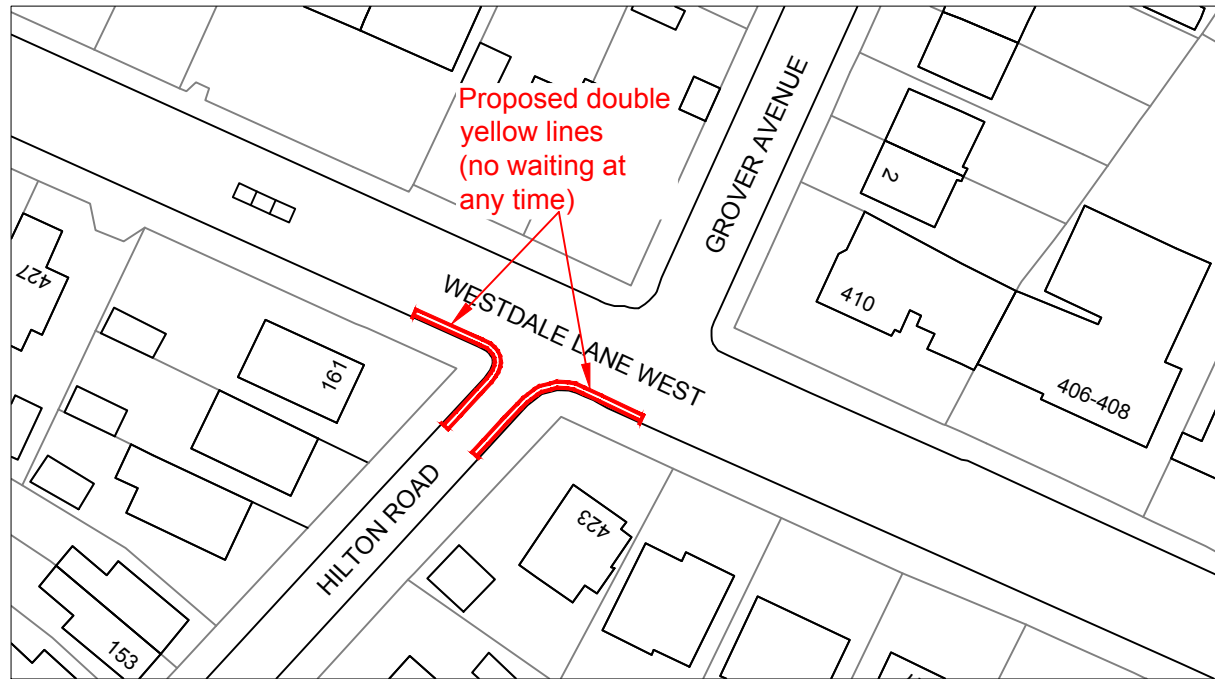 Proposed double
yellow lines
(no waiting at
any time)
GROVER AVENUE
2
427
WESTDALE LANE WEST
410
161
406-408
HILTON ROAD
423
153